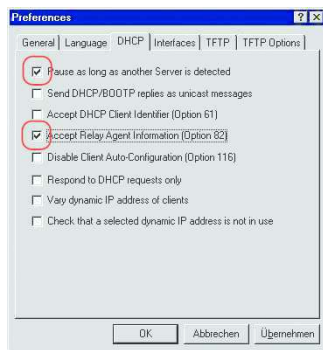 Preferences
General Language DHCP Interfaces TFTP TFTP Options
Pause as long as another Server is detected
Send DHCP/BOOTP replies as unicast messages
Accept DHCP Client Identifier (Option 61)
Accept Relay Agent Information (Option 82)
Disable Client Auto-Configuration (Option 116)
Respond to DHCP requests only
Vary dynamic IP address of clients
Check that a selected dynamic IP address is not in use
OK Abbrechen Übernehmen